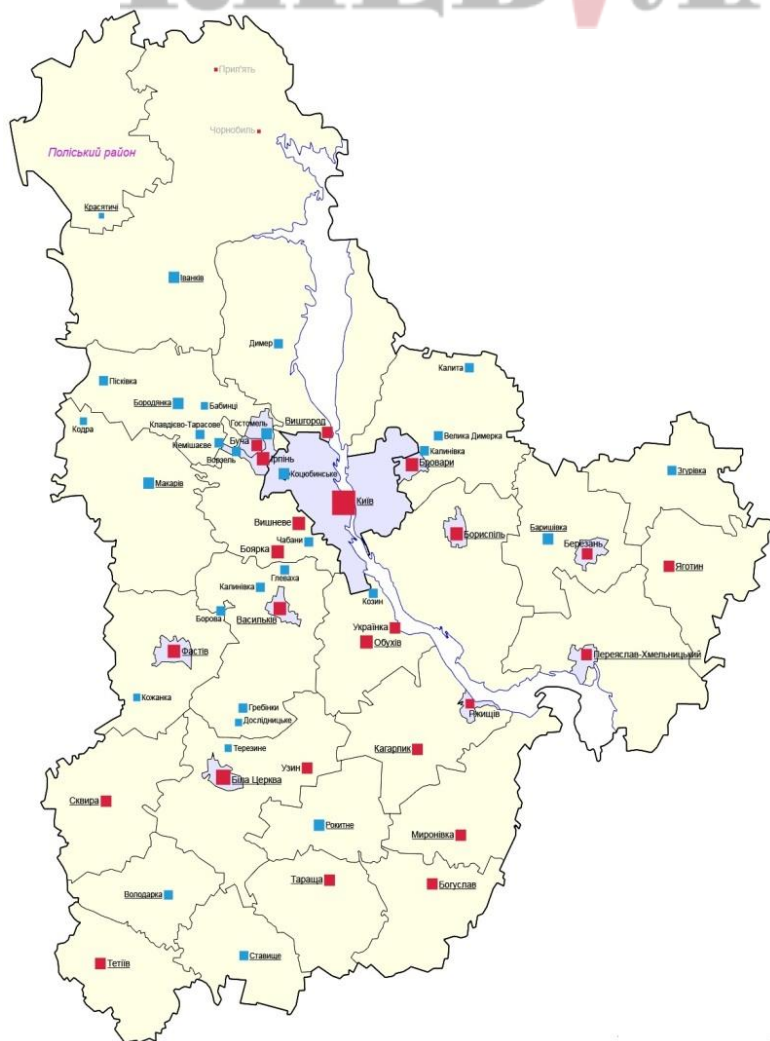 Прип'ять
Чорнобиль
Поліський район
Красятичі
Іванків
Димер
Калита
Пісківка
Бородянка
Бабинці
Кодра
Клавдієво-Тарасове
Гостомель
Вишгород
Буча
Немішаєве
Ворзель
Ірпінь
Велика Димерка
Калинівка
Бровари
Коцюбинське
Макарів
Київ
Згурівка
Вишневе
Чабани
Бориспіль
Баришівка
Березань
Боярка
Яготин
Глеваха
Калинівка
Козин
Борова
Васильків
Українка
Обухів
Фастів
Переяслав-Хмельницький
Кожанка
Гребінки
Дослідницьке
Ржищів
Терезине
Кагарлик
Узин
Біла Церква
Сквира
Рокитне
Миронівка
Тараща
Богуслав
Володарка
Ставище
Тетіїв